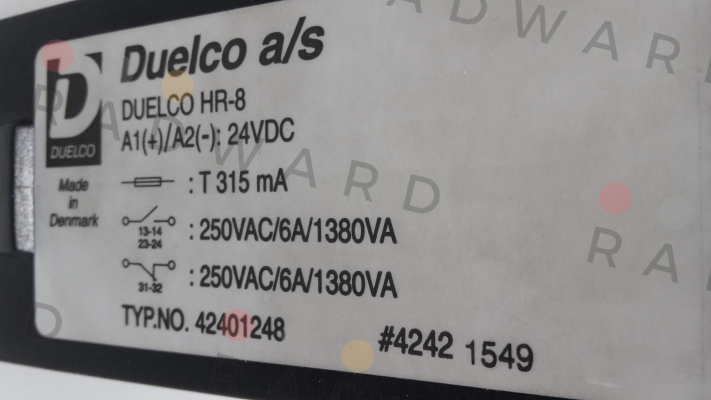 Duelco a/s
DUELCO
DUELCO HR-8
A1(+)/A2(-): 24VDC
Made
in
Denmark
: T 315 mA
13-14
23-24
: 250VAC/6A/1380VA
31-32
: 250VAC/6A/1380VA
TYP.NO. 42401248
#4242 1549
RADWARD